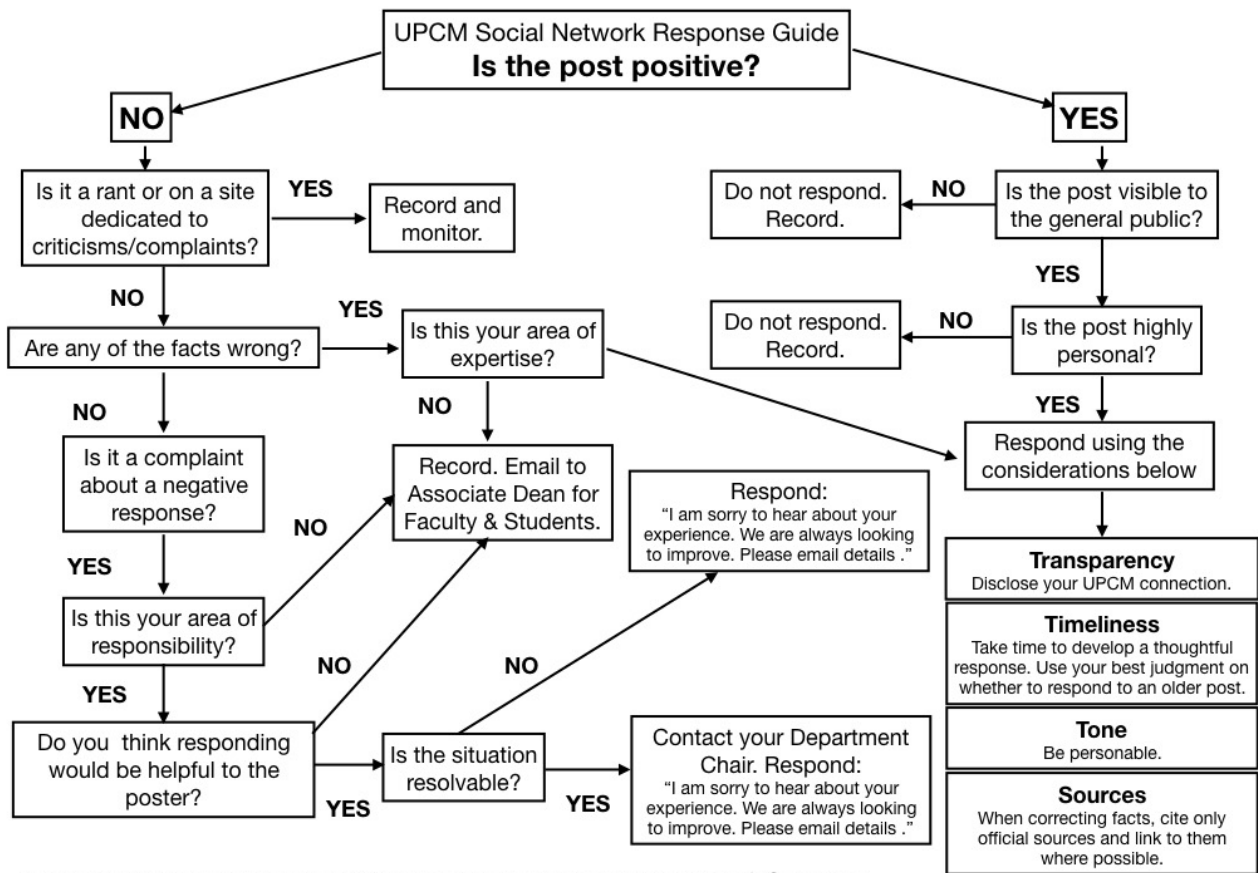 UPCM Social Network Response Guide
Is the post positive?
NO
YES
Is it a rant or on a site
dedicated to
criticisms/complaints?
YES
Record and
monitor.
Do not respond.
Record.
NO
Is the post visible to
the general public?
NO
YES
YES
Are any of the facts wrong?
Is this your area of
expertise?
Do not respond.
Record.
NO
Is the post highly
personal?
NO
NO
YES
Is it a complaint
about a negative
response?
NO
Record. Email to
Associate Dean for
Faculty & Students.
Respond using the
considerations below
Respond:
“I am sorry to hear about your
experience. We are always looking
to improve. Please email details .”
YES
Is this your area of
responsibility?
NO
NO
YES
Do you think responding
would be helpful to the
poster?
YES
Is the situation
resolvable?
YES
Contact your Department
Chair. Respond:
“I am sorry to hear about your
experience. We are always looking
to improve. Please email details .”
Transparency
Disclose your UPCM connection.
Timeliness
Take time to develop a thoughtful
response. Use your best judgment on
whether to respond to an older post.
Tone
Be personable.
Sources
When correcting facts, cite only
official sources and link to them
where possible.